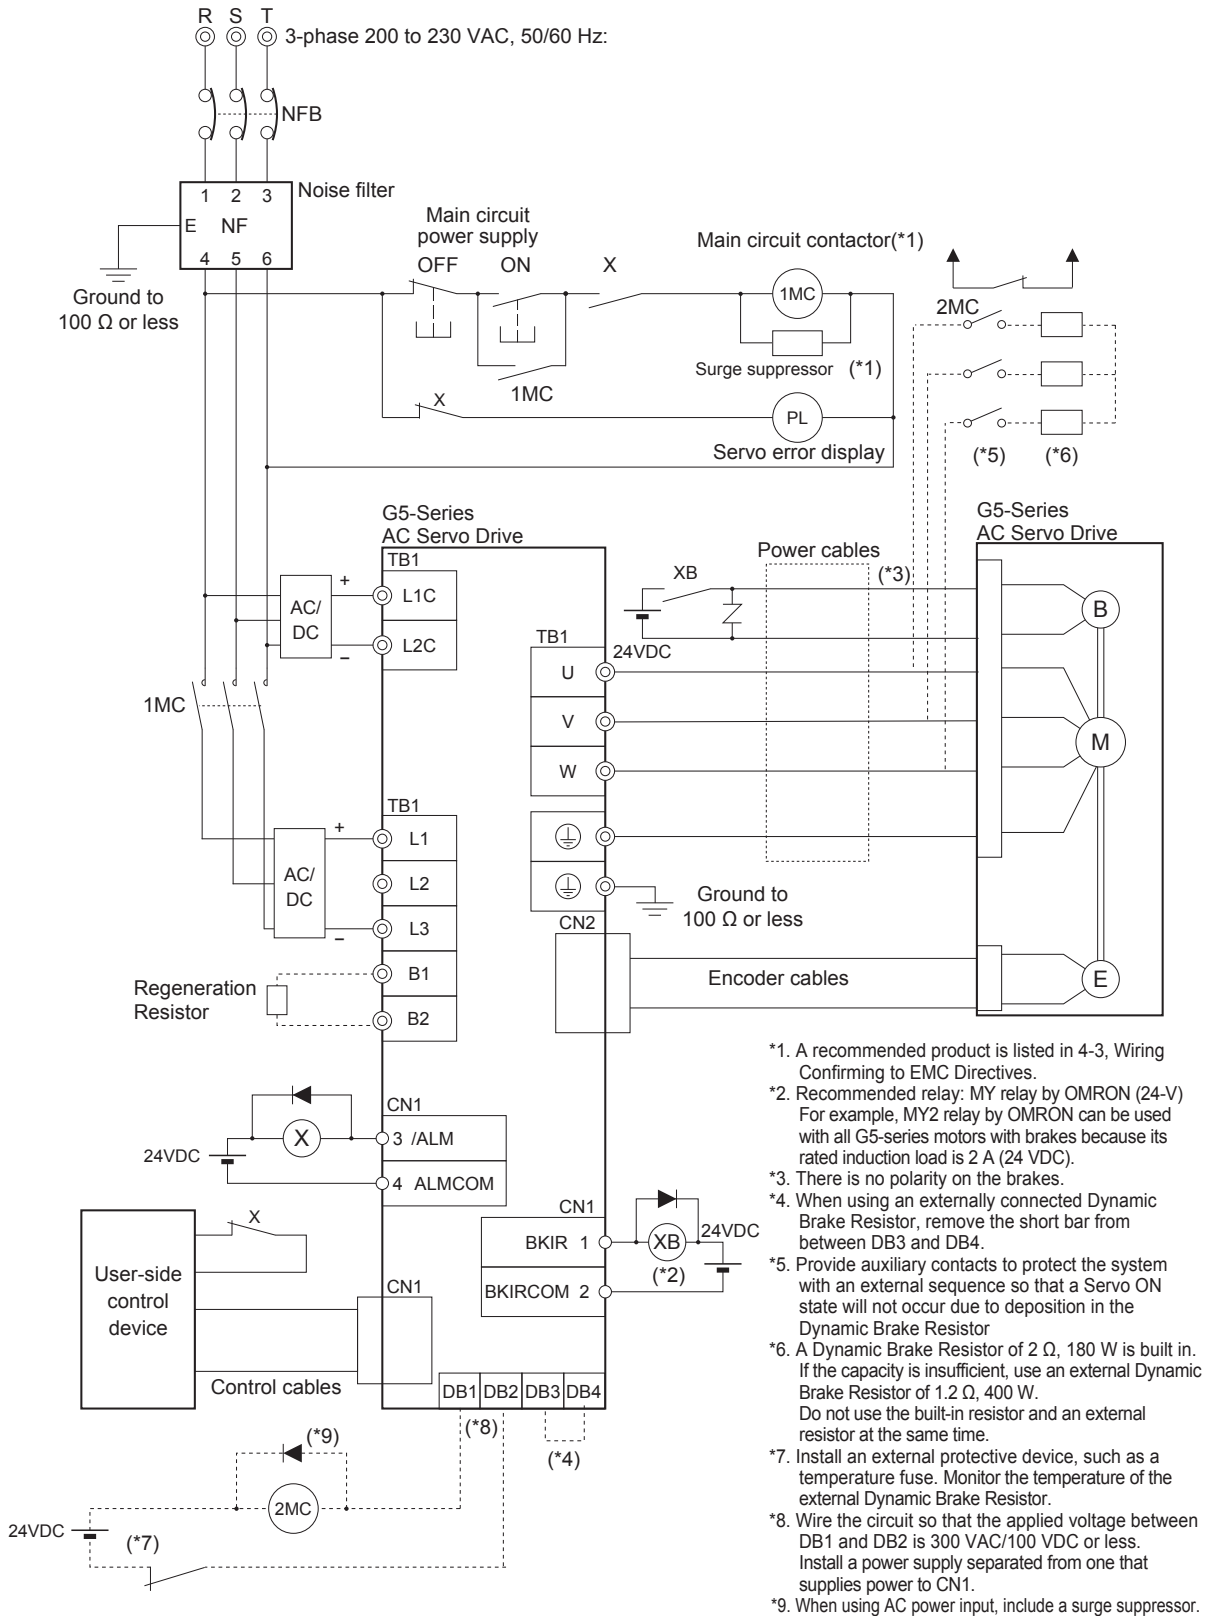 R S T
3-phase 200 to 230 VAC, 50/60 Hz:
NFB
1 2 3
Noise filter
E NF
4 5 6
Ground to
100 Ω or less
Main circuit
power supply
OFF ON X
Main circuit contactor(*1)
1MC
2MC
Surge suppressor (*1)
1MC
X
PL
Servo error display
(*5) (*6)
G5-Series
AC Servo Drive
G5-Series
AC Servo Drive
TB1
+
AC/
DC
L1C
L2C
–
Power cables
(*3)
XB
24VDC
B
TB1
U
V
W
M
1MC
TB1
+
L1
AC/
DC
L2
L3
–
Ground to
100 Ω or less
CN2
B1
B2
Regeneration
Resistor
Encoder cables
E
CN1
X
3 /ALM
24VDC
4 ALMCOM
CN1
BKIR 1
XB
24VDC
(*2)
BKIRCOM 2
X
User-side
control
device
CN1
Control cables
DB1 DB2 DB3 DB4
(*8)
(*4)
(*9)
2MC
24VDC
(*7)
*1. A recommended product is listed in 4-3, Wiring
Confirming to EMC Directives.
*2. Recommended relay: MY relay by OMRON (24-V)
For example, MY2 relay by OMRON can be used
with all G5-series motors with brakes because its
rated induction load is 2 A (24 VDC).
*3. There is no polarity on the brakes.
*4. When using an externally connected Dynamic
Brake Resistor, remove the short bar from
between DB3 and DB4.
*5. Provide auxiliary contacts to protect the system
with an external sequence so that a Servo ON
state will not occur due to deposition in the
Dynamic Brake Resistor
*6. A Dynamic Brake Resistor of 2 Ω, 180 W is built in.
If the capacity is insufficient, use an external Dynamic
Brake Resistor of 1.2 Ω, 400 W.
Do not use the built-in resistor and an external
resistor at the same time.
*7. Install an external protective device, such as a
temperature fuse. Monitor the temperature of the
external Dynamic Brake Resistor.
*8. Wire the circuit so that the applied voltage between
DB1 and DB2 is 300 VAC/100 VDC or less.
Install a power supply separated from one that
supplies power to CN1.
*9. When using AC power input, include a surge suppressor.